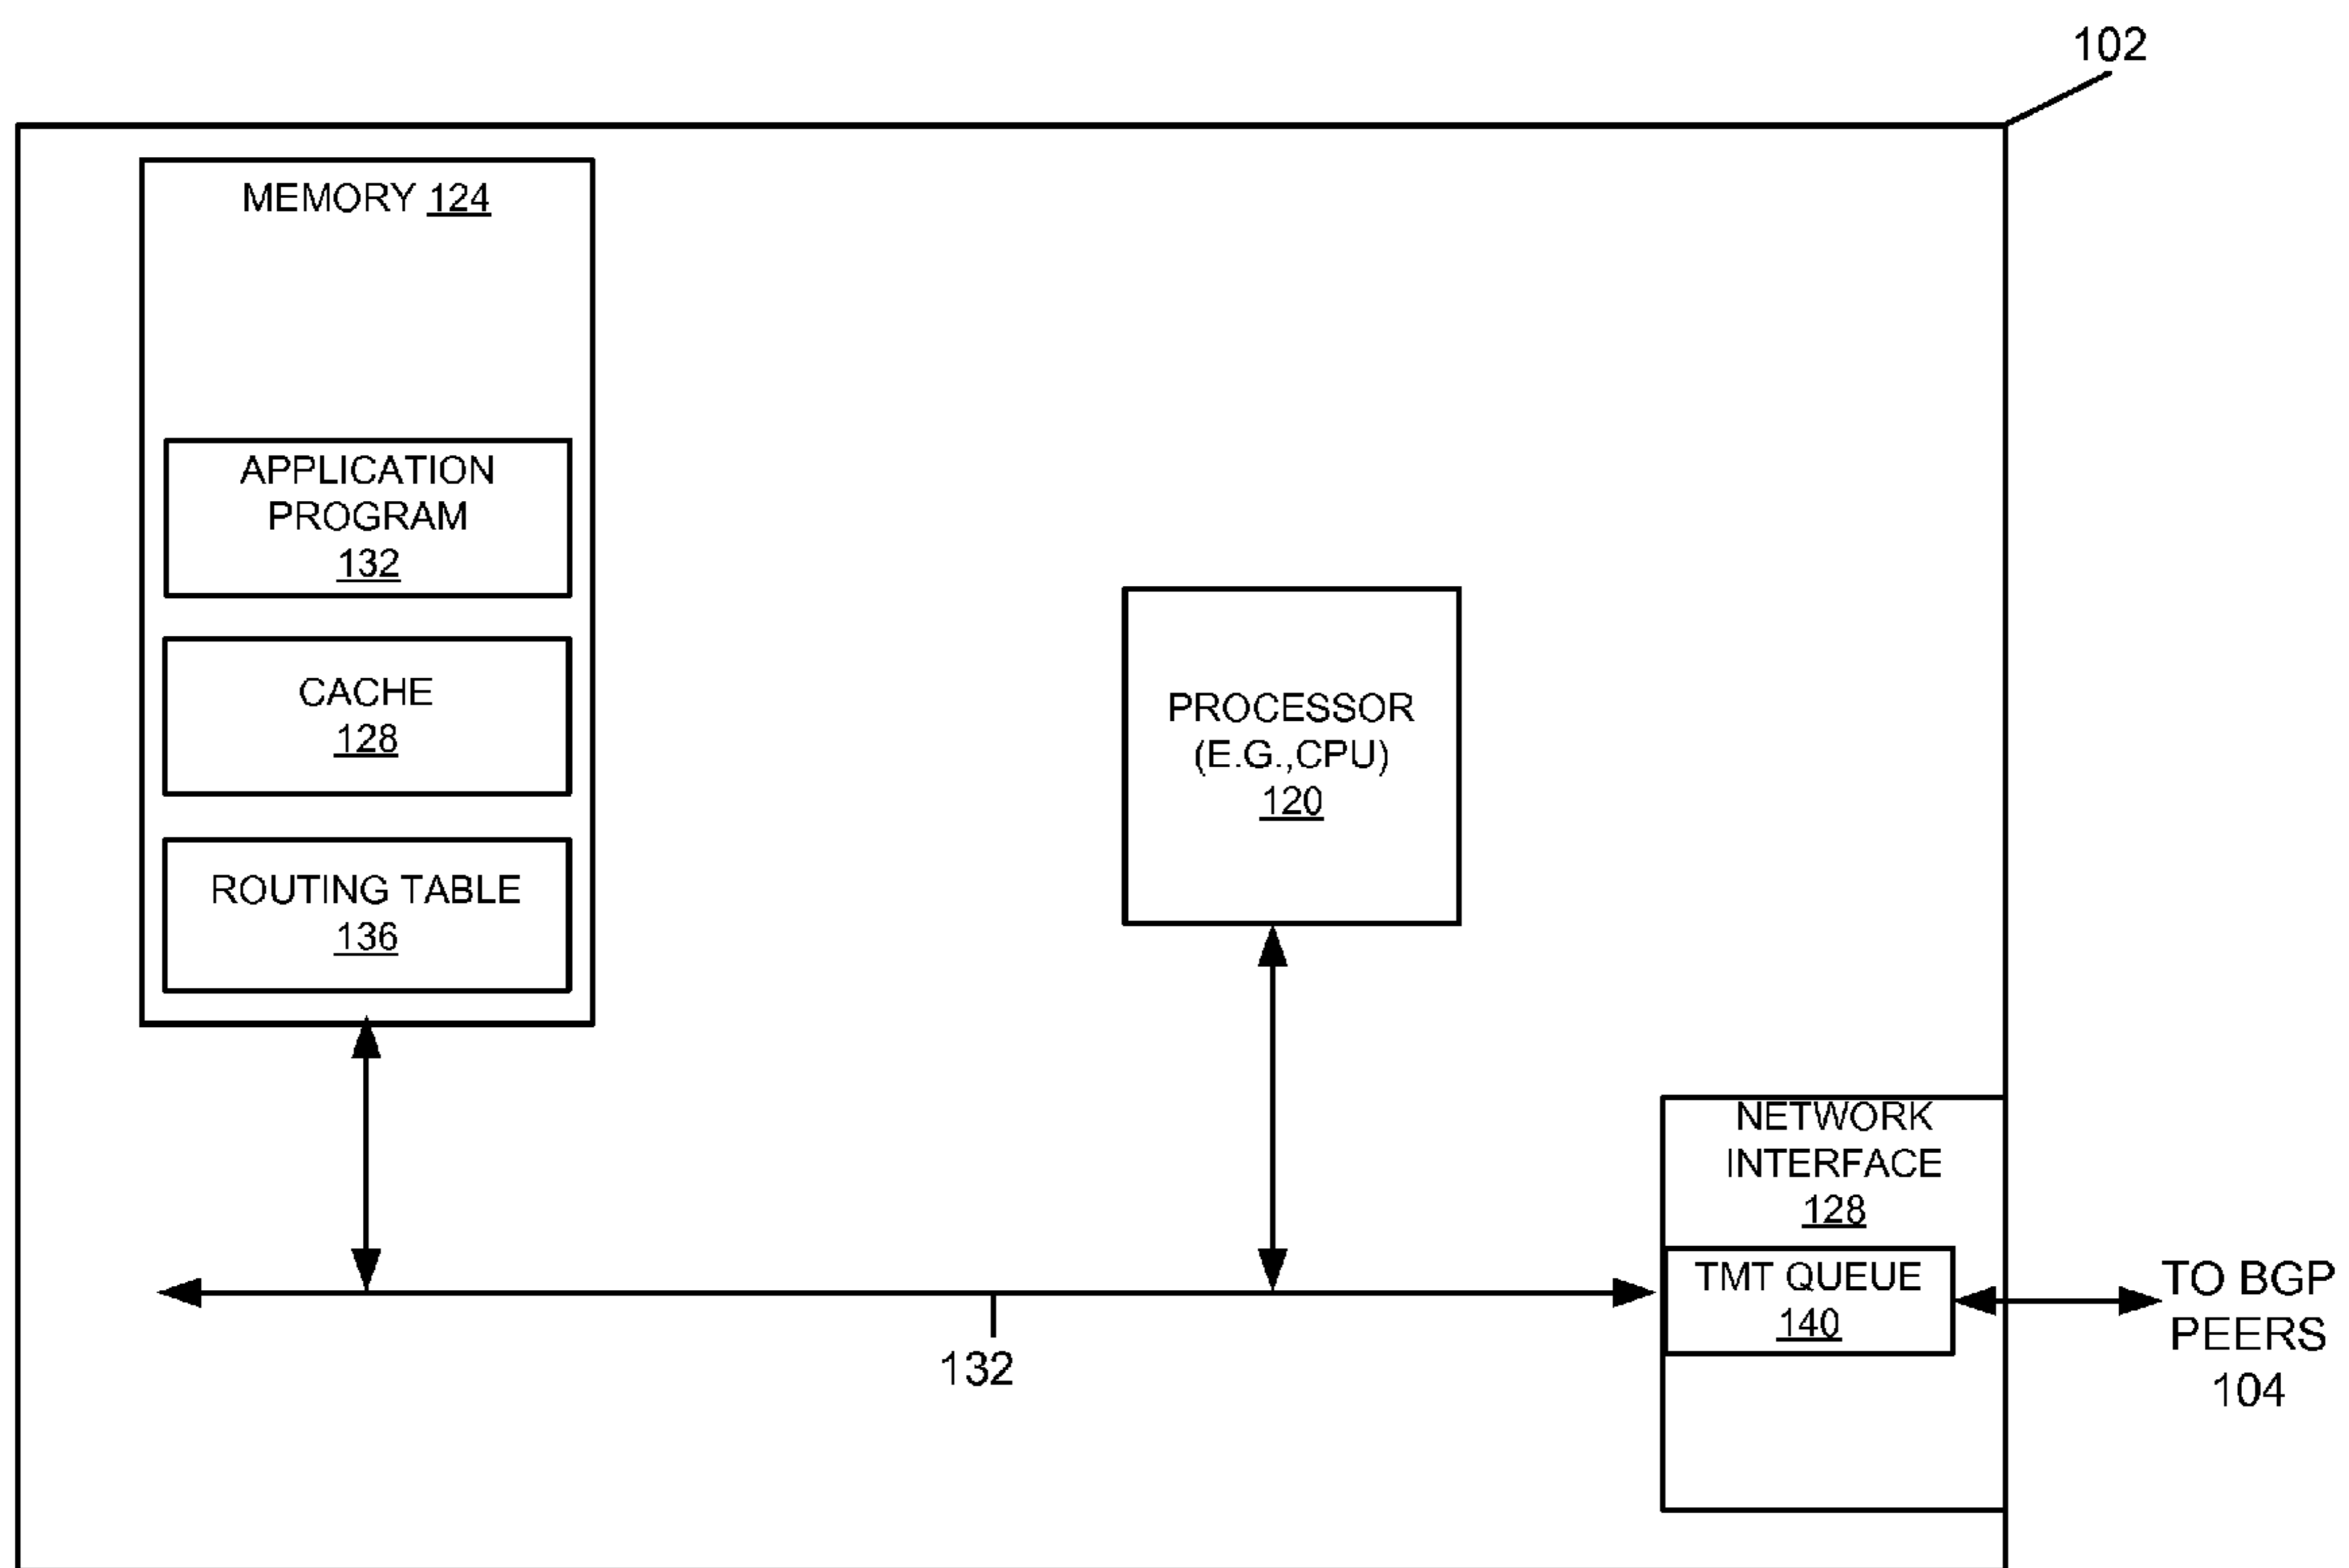 102
MEMORY 124
APPLICATION
PROGRAM
132
CACHE
128
ROUTING TABLE
136
PROCESSOR
(E.G.,CPU)
120
NETWORK
INTERFACE
128
TMT QUEUE
140
TO BGP
PEERS
104
132